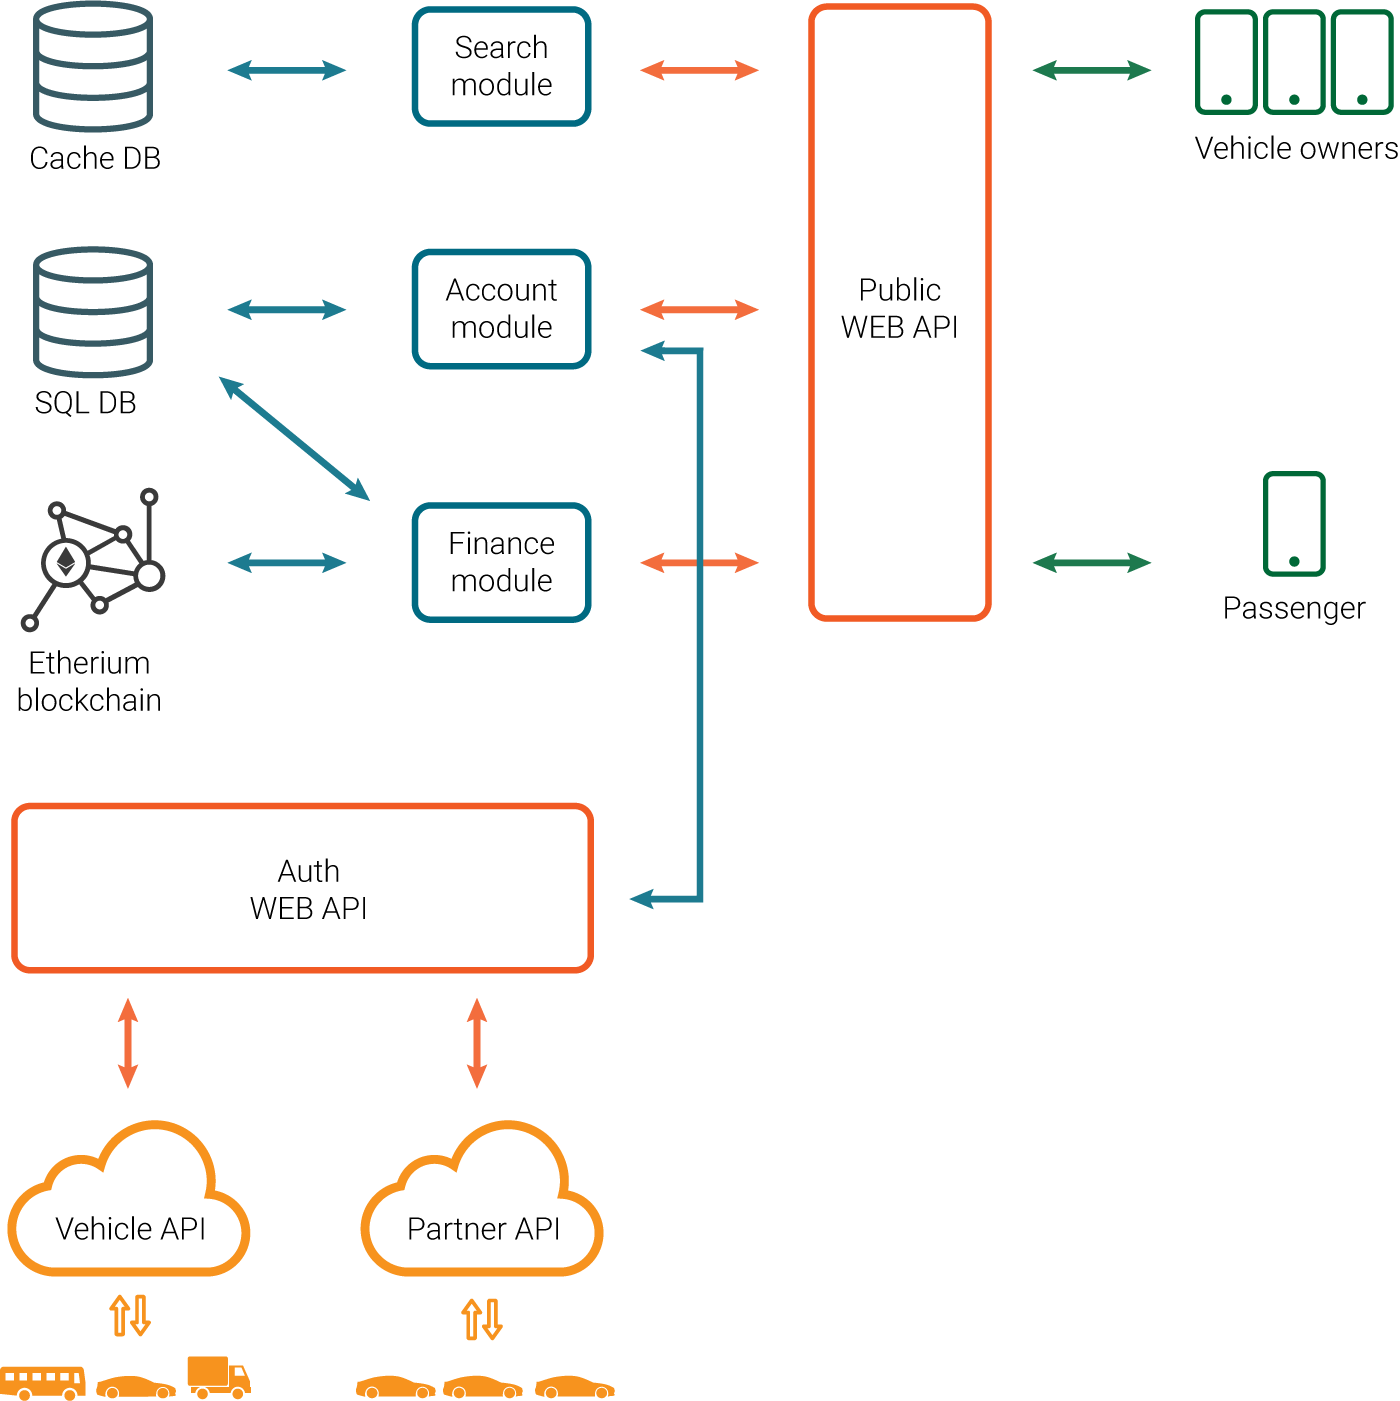 Search
module
Cache DB
Vehicle owners
Account
module
Public
WEB API
SQL DB
Finance
module
Passenger
Etherium
blockchain
Auth
WEB API
Vehicle API
Partner API